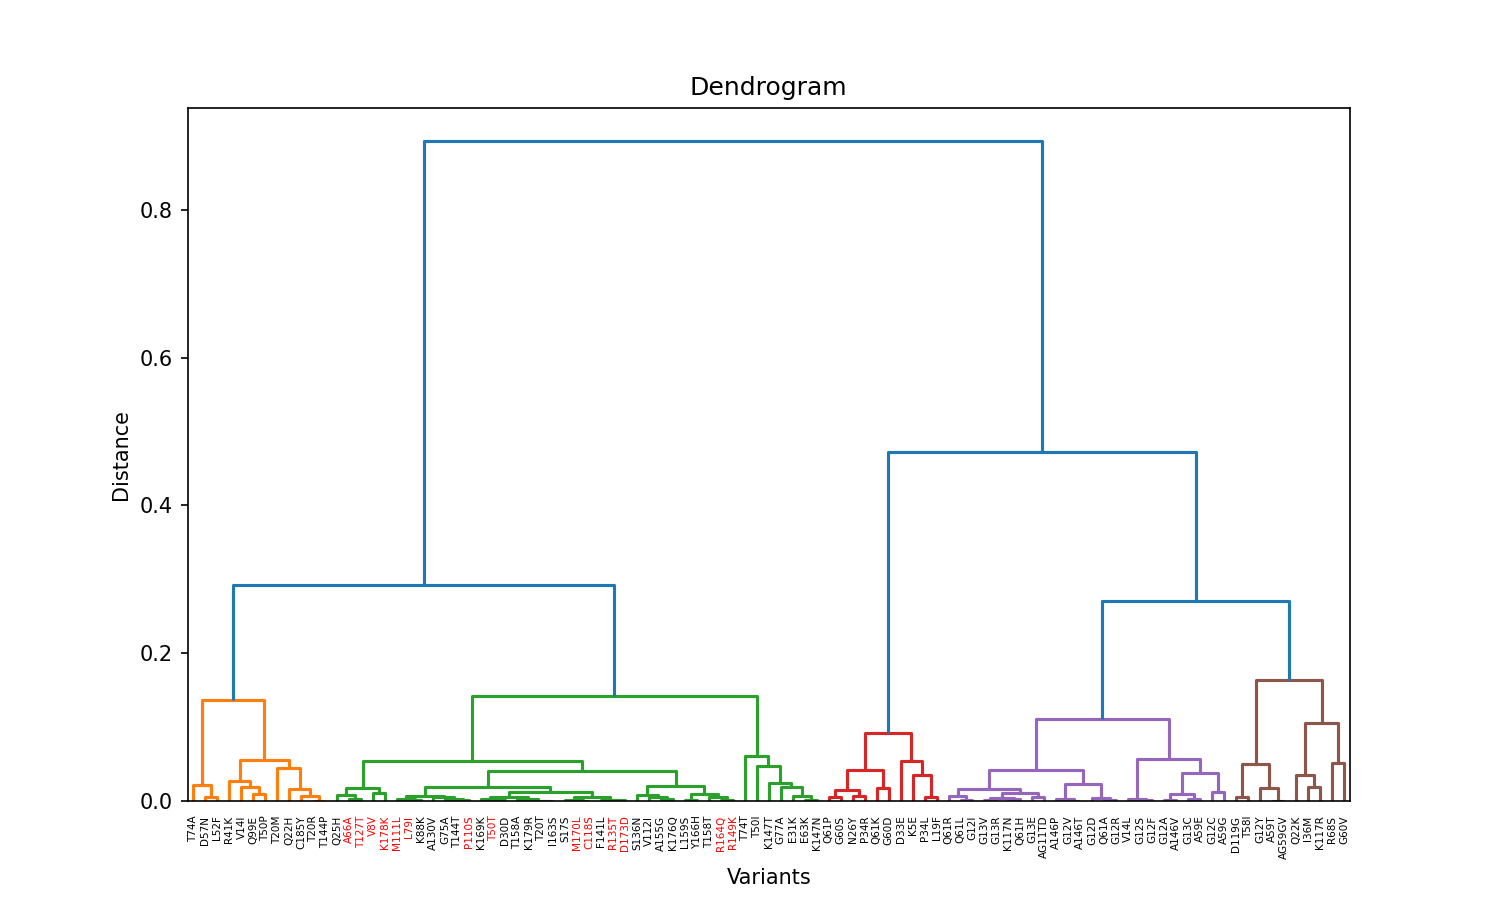 Dendrogram
0.8
0.6
0.4
0.2
0.0
Distance
T74A
D57N
L52F
R41K
V14I
Q99E
T50P
T20M
Q22H
C185Y
T20R
T144P
Q25H
A66A
T127T
V8V
K178K
M111L
L79I
K88K
A130V
G75A
T144T
P110S
K169K
T50T
D30D
T158A
K179R
T20T
I163S
S17S
M170L
C118S
F141L
R135T
D173D
S136N
V112I
A155G
K176Q
L159S
Y166H
T158T
R164Q
R149K
T74I
T50I
K147T
G77A
E31K
E63K
K147N
Q61P
G60S
N26Y
P34R
Q61K
G60D
D33E
K5E
P34L
L19F
Q61R
Q61L
G12I
G13V
G13R
K117N
Q61H
G13E
AG11TD
A146P
G12V
A146T
G12D
Q61A
G12R
V14L
G12S
G12F
G12A
A146V
G13C
A59E
G12C
A59G
D119G
T58I
G12Y
A59T
AG59GV
Q22K
I36M
K117R
R68S
G60V
Variants